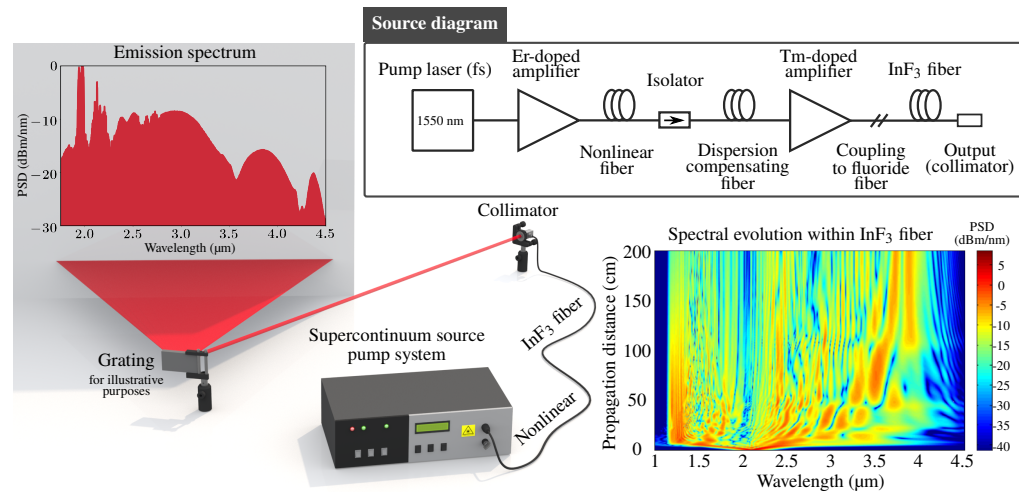 Source diagram
Pump laser (fs)
1550 nm
Er-doped
amplifier
Nonlinear
fiber
Isolator
Dispersion
compensating
fiber
Tm-doped
amplifier
Coupling
to fluoride
fiber
InF₃ fiber
Output
(collimator)
Emission spectrum
PSD (dBm/nm)
0
−10
−20
−30
2.0 2.5 3.0 3.5 4.0 4.5
Wavelength (μm)
Collimator
Grating
for illustrative
purposes
Supercontinuum source
pump system
Nonlinear InF₃ fiber
Spectral evolution within InF₃ fiber
Propagation distance (cm)
200
150
100
50
0
1 1.5 2 2.5 3 3.5 4 4.5
Wavelength (μm)
PSD
(dBm/nm)
5
0
-5
-10
-15
-20
-25
-30
-35
-40